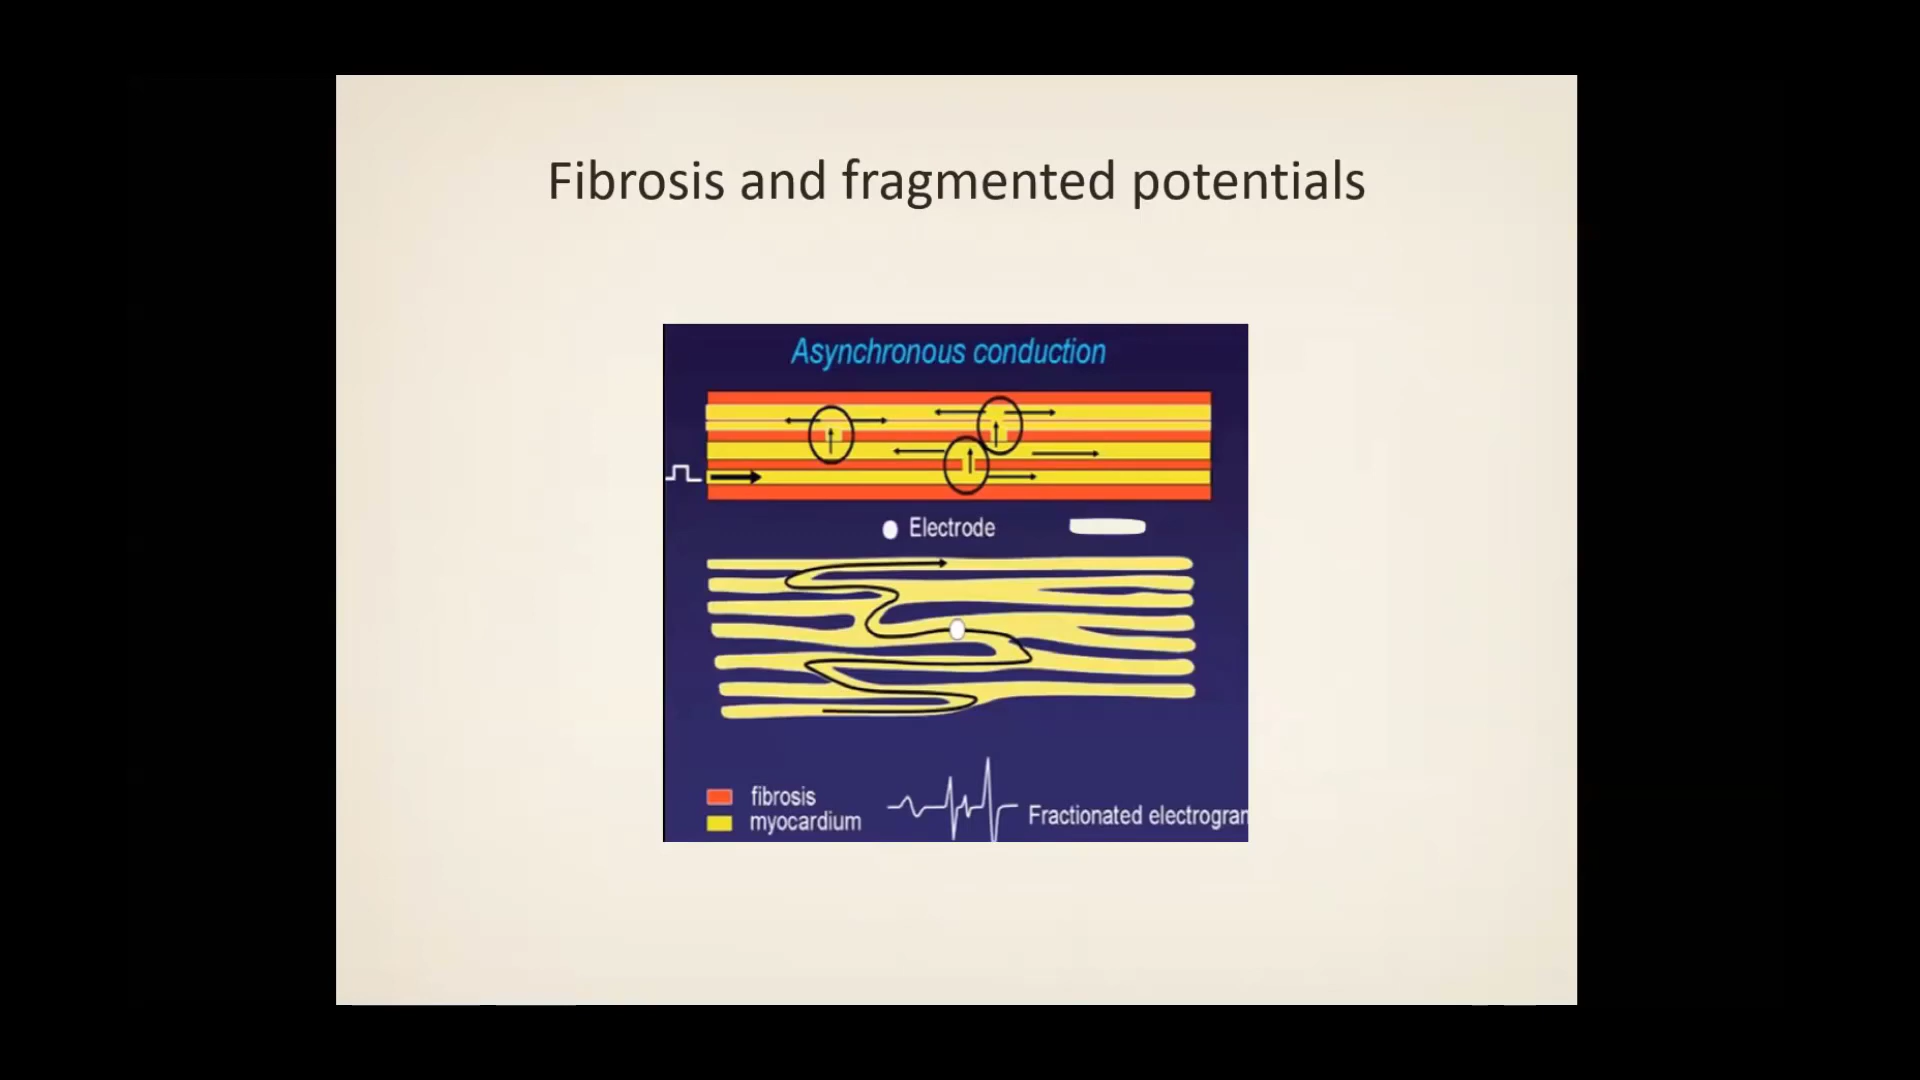 Fibrosis and fragmented potentials
Asynchronous conduction
Electrode
fibrosis
myocardium
Fractionated electrogran